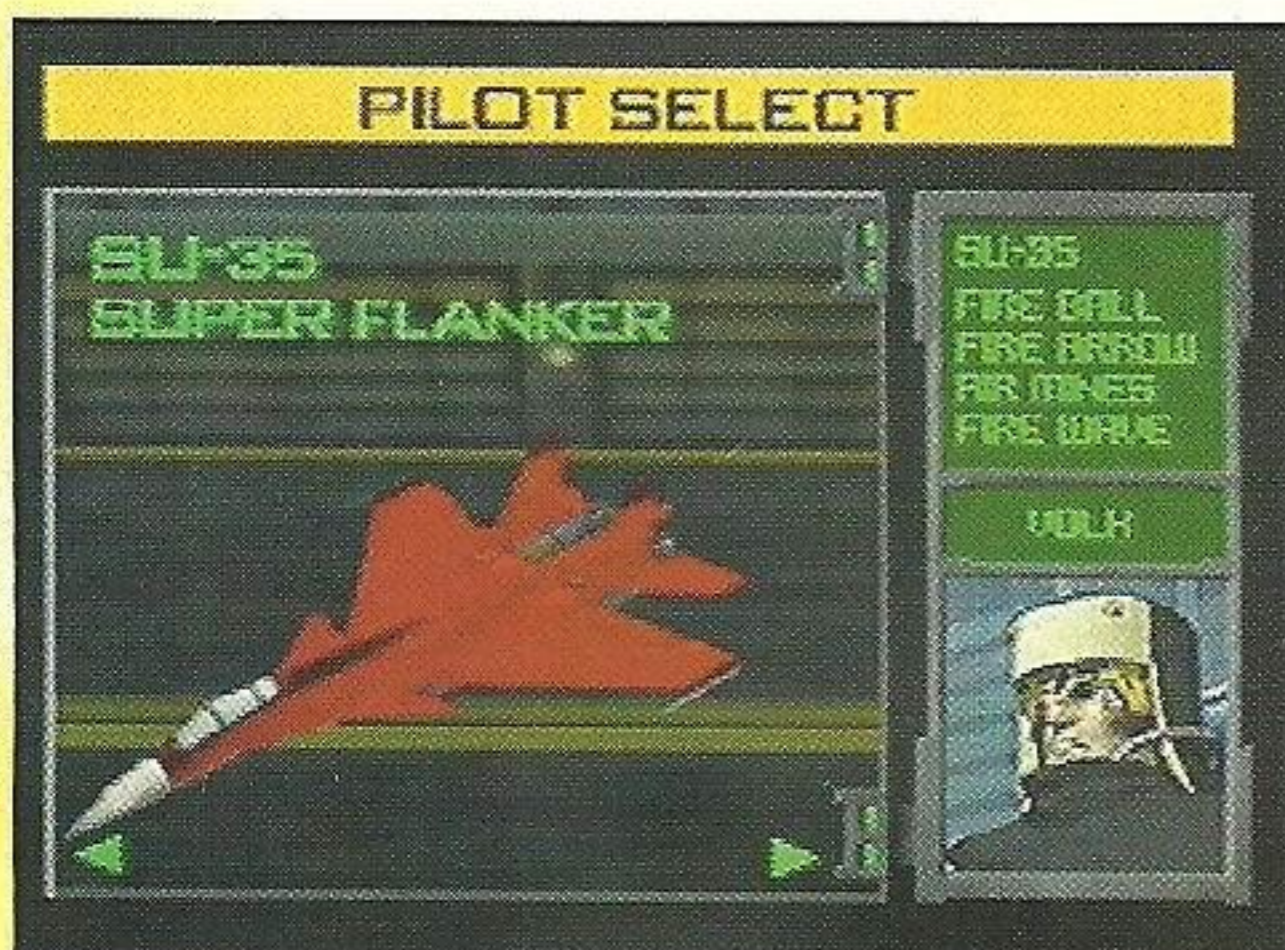 PILOT SELECT
SU-35
SUPER FLANKER
SU-35
FIRE BALL
FIRE ARROW
AIR MINES
FIRE WAVE
VOLK